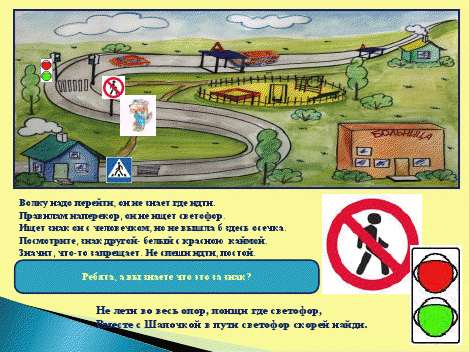 БОЛЬНИЦА
Волку надо перейти, он не знает где идти.
Правилам наперекор, он не ищет светофор.
Ищет знак он с человечком, но не вышла б здесь осечка.
Посмотрите, знак другой- белый с красною каймой.
Значит, что-то запрещает. Не спеши идти, постой.
Ребята, а вы знаете что это за знак?
Не лети во весь опор, поищи где светофор,
Вместе с Шапочкой в пути светофор скорей найди.